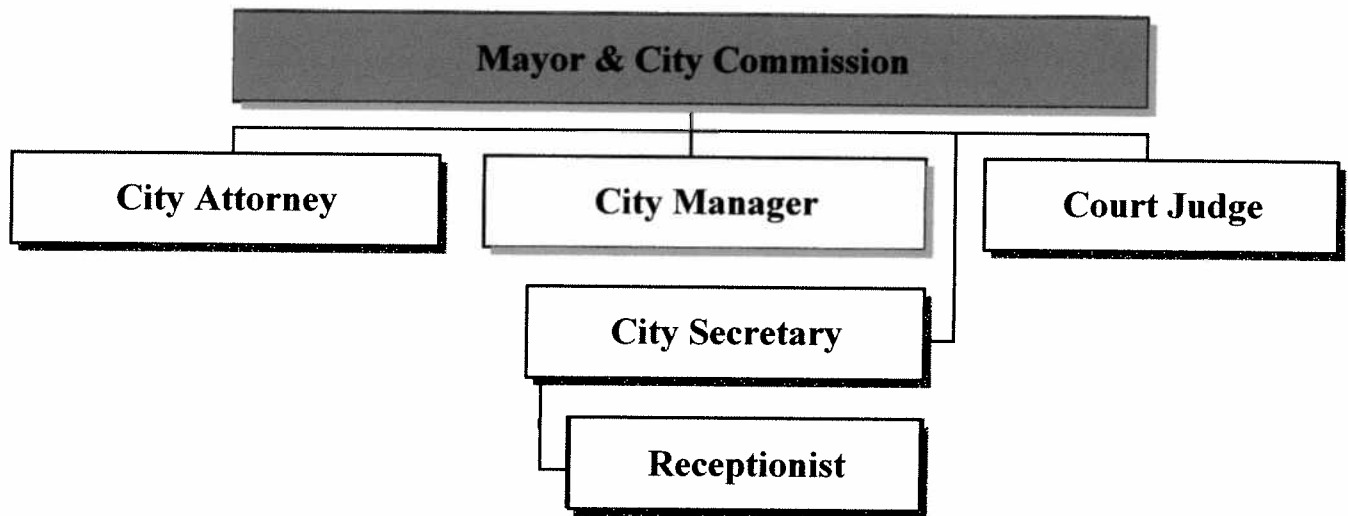 Mayor & City Commission
City Attorney
City Manager
Court Judge
City Secretary
Receptionist